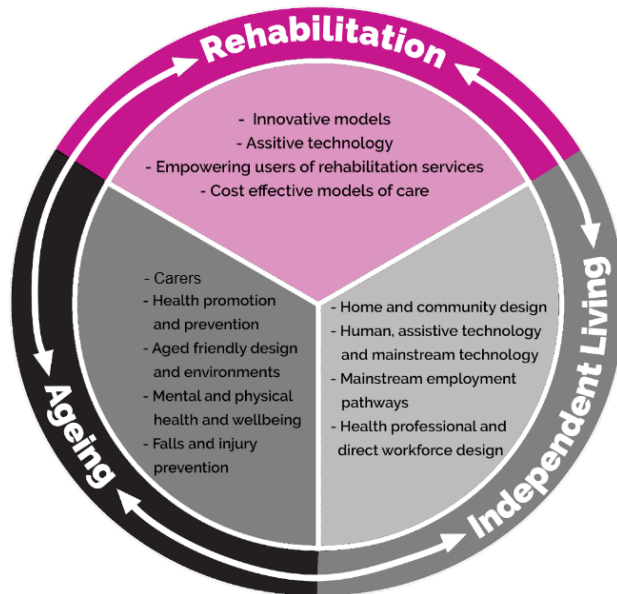 Rehabilitation
- Innovative models
- Assitive technology
- Empowering users of rehabilitation services
- Cost effective models of care
- Carers
- Health promotion
and prevention
- Aged friendly design
and environments
- Mental and physical
health and wellbeing
- Falls and injury
prevention
- Home and community design
- Human, assistive technology
and mainstream technology
- Mainstream employment
pathways
- Health professional and
direct workforce design
Ageing
Independent Living